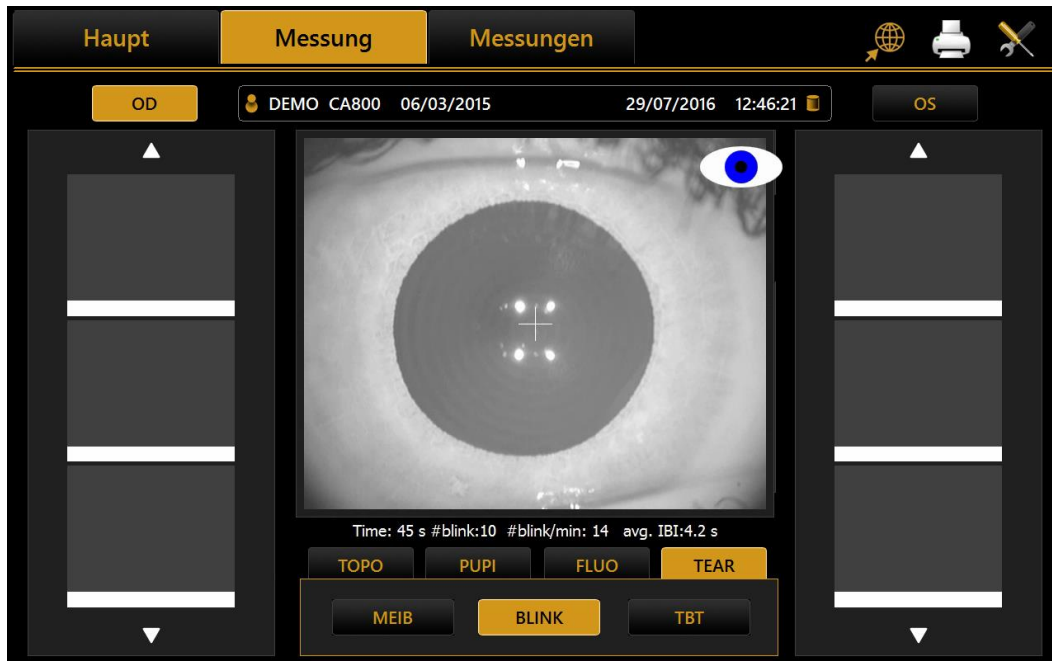 Haupt Messung Messungen
OD DEMO CA800 06/03/2015 29/07/2016 12:46:21 OS
Time: 45 s #blink:10 #blink/min: 14 avg. IBI:4.2 s
TOPO PUPI FLUO TEAR
MEIB BLINK TBT